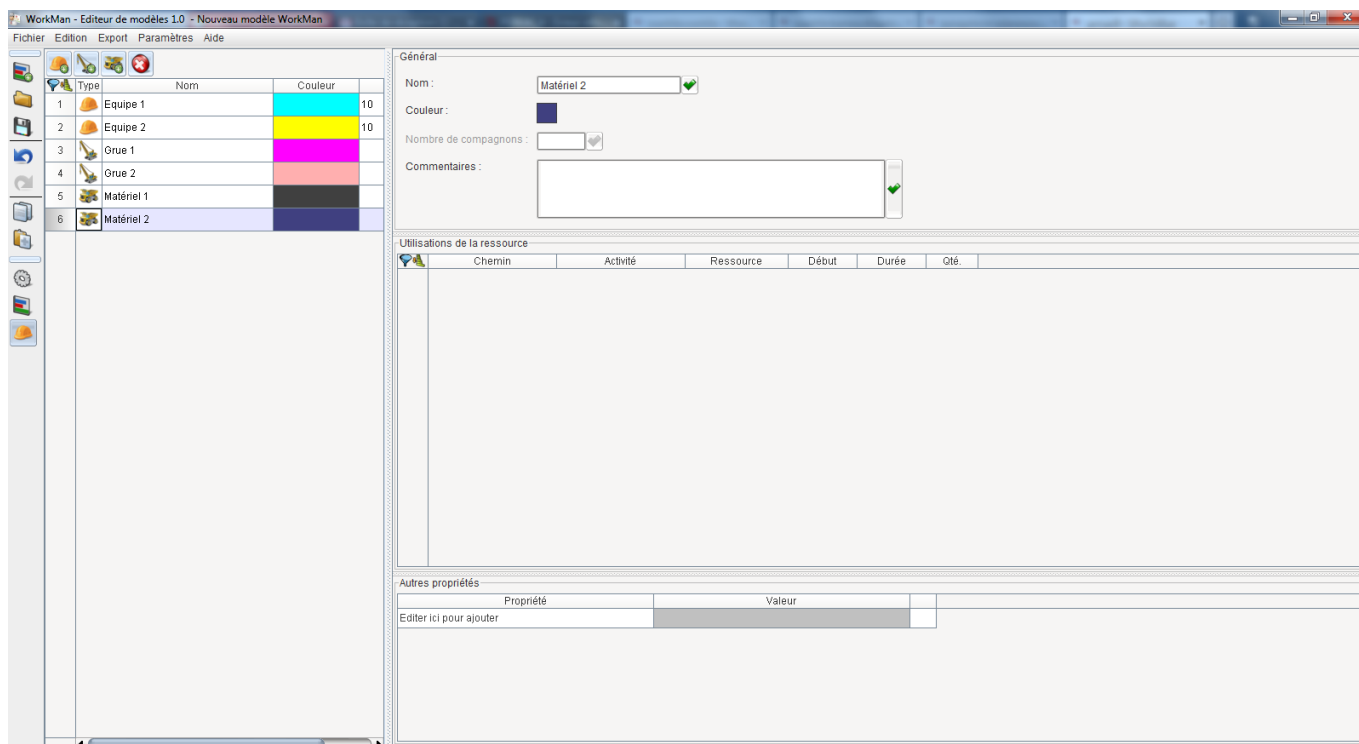 WorkMan - Editeur de modèles 1.0 - Nouveau modèle WorkMan
Fichier Edition Export Paramètres Aide
Type Nom Couleur
1 Equipe 1 10
2 Equipe 2 10
3 Grue 1
4 Grue 2
5 Matériel 1
6 Matériel 2
Général
Nom : Matériel 2
Couleur :
Nombre de compagnons :
Commentaires :
Utilisations de la ressource
Chemin Activité Ressource Début Durée Qté.
Autres propriétés
Propriété Valeur
Editer ici pour ajouter